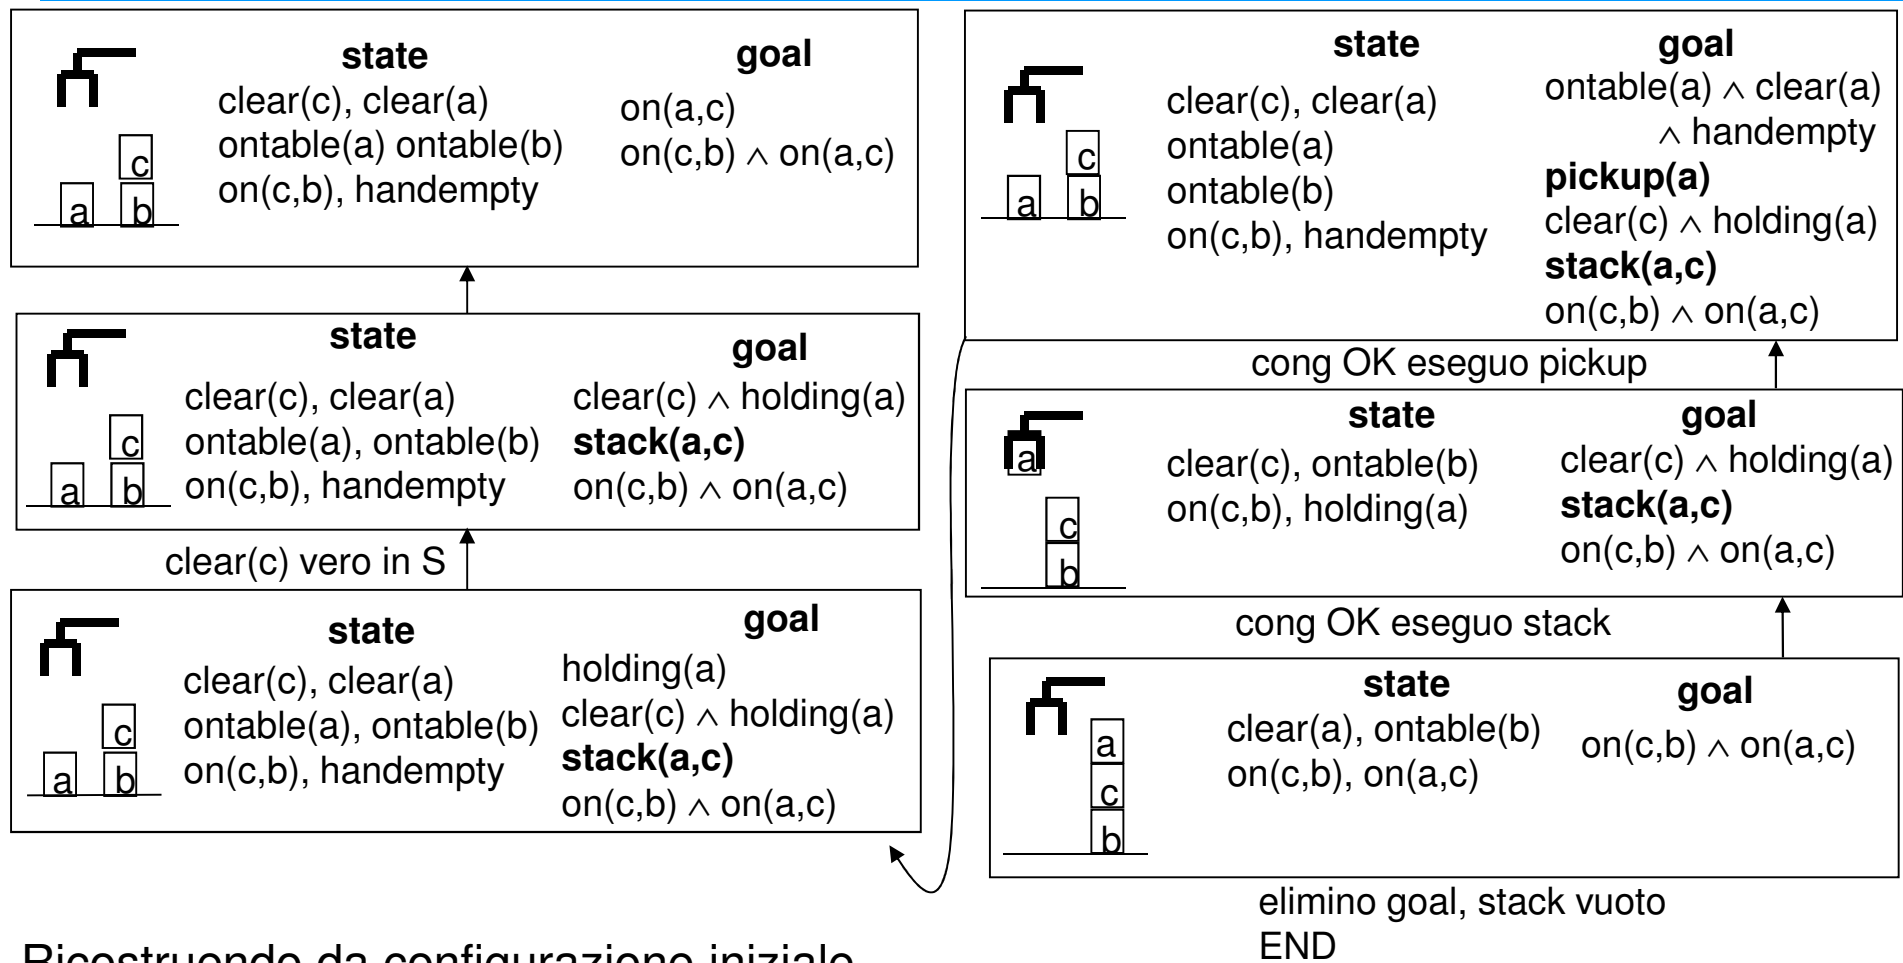 state
goal
clear(c), clear(a)
on(a,c)
ontable(a) ontable(b)
on(c,b) ∧ on(a,c)
on(c,b), handempty
c
a
b
state
goal
clear(c), clear(a)
clear(c) ∧ holding(a)
ontable(a), ontable(b)
stack(a,c)
on(c,b), handempty
on(c,b) ∧ on(a,c)
c
a
b
clear(c) vero in S
state
goal
clear(c), clear(a)
holding(a)
ontable(a), ontable(b)
clear(c) ∧ holding(a)
on(c,b), handempty
stack(a,c)
on(c,b) ∧ on(a,c)
c
a
b
state
goal
clear(c), clear(a)
ontable(a)
ontable(b)
on(c,b), handempty
ontable(a) ∧ clear(a)
∧ handempty
pickup(a)
clear(c) ∧ holding(a)
stack(a,c)
on(c,b) ∧ on(a,c)
c
a
b
cong OK eseguo pickup
state
goal
clear(c), ontable(b)
on(c,b), holding(a)
clear(c) ∧ holding(a)
stack(a,c)
on(c,b) ∧ on(a,c)
a
c
b
cong OK eseguo stack
state
goal
clear(a), ontable(b)
on(c,b), on(a,c)
on(c,b) ∧ on(a,c)
a
c
b
elimino goal, stack vuoto
END
Ricostruendo da configurazione iniziale